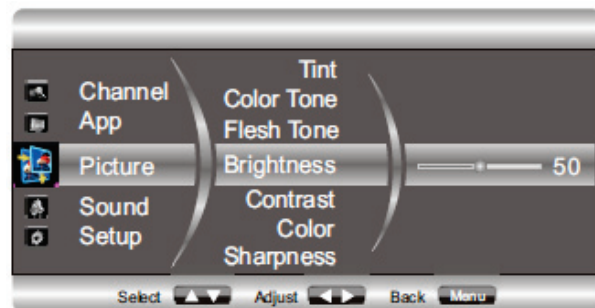 Channel
App
Picture
Sound
Setup
Tint
Color Tone
Flesh Tone
Brightness
Contrast
Color
Sharpness
50
Select Adjust Back Menu